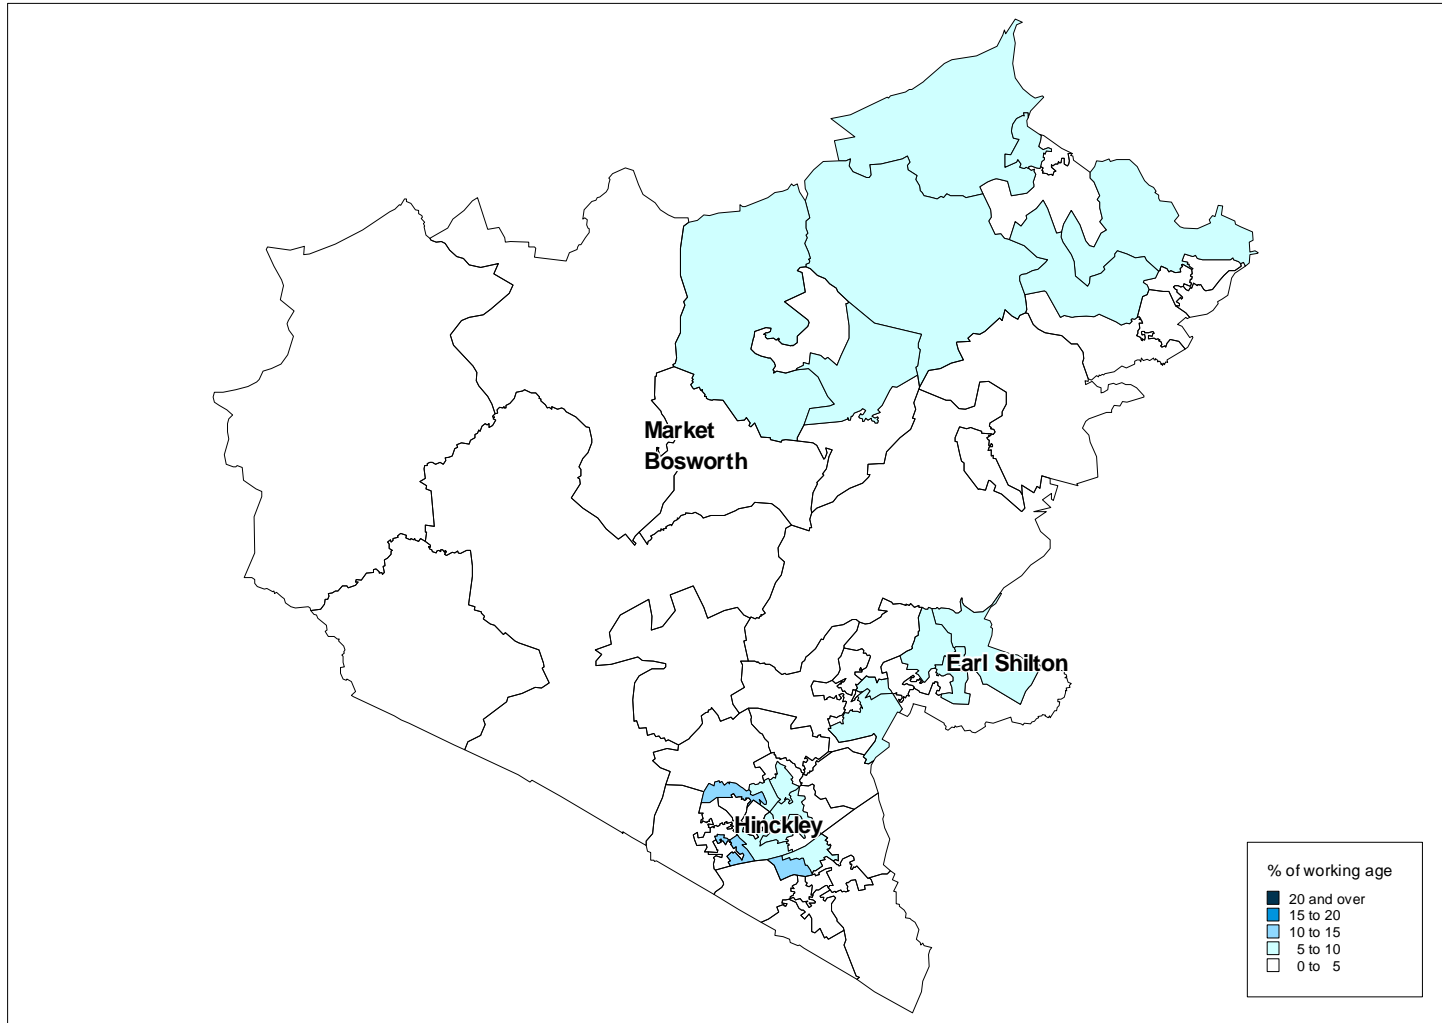 Market
Bosworth
Earl Shilton
Hinckley
% of working age
20 and over
15 to 20
10 to 15
5 to 10
0 to 5